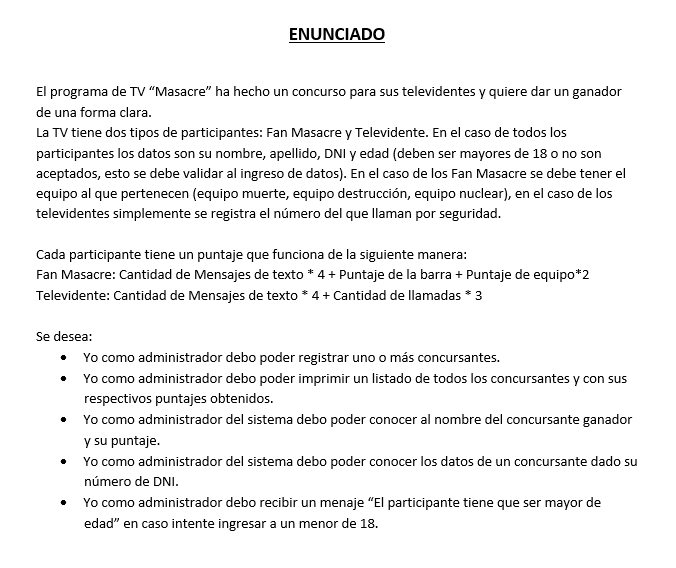 ENUNCIADO
El programa de TV “Masacre” ha hecho un concurso para sus televidentes y quiere dar un ganador
de una forma clara.
La TV tiene dos tipos de participantes: Fan Masacre y Televidente. En el caso de todos los
participantes los datos son su nombre, apellido, DNI y edad (deben ser mayores de 18 o no son
aceptados, esto se debe validar al ingreso de datos). En el caso de los Fan Masacre se debe tener el
equipo al que pertenecen (equipo muerte, equipo destrucción, equipo nuclear), en el caso de los
televidentes simplemente se registra el número del que llaman por seguridad.
Cada participante tiene un puntaje que funciona de la siguiente manera:
Fan Masacre: Cantidad de Mensajes de texto * 4 + Puntaje de la barra + Puntaje de equipo*2
Televidente: Cantidad de Mensajes de texto * 4 + Cantidad de llamadas * 3
Se desea:
• Yo como administrador debo poder registrar uno o más concursantes.
• Yo como administrador debo poder imprimir un listado de todos los concursantes y con sus
respectivos puntajes obtenidos.
• Yo como administrador del sistema debo poder conocer al nombre del concursante ganador
y su puntaje.
• Yo como administrador del sistema debo poder conocer los datos de un concursante dado su
número de DNI.
• Yo como administrador debo recibir un menaje “El participante tiene que ser mayor de
edad” en caso intente ingresar a un menor de 18.